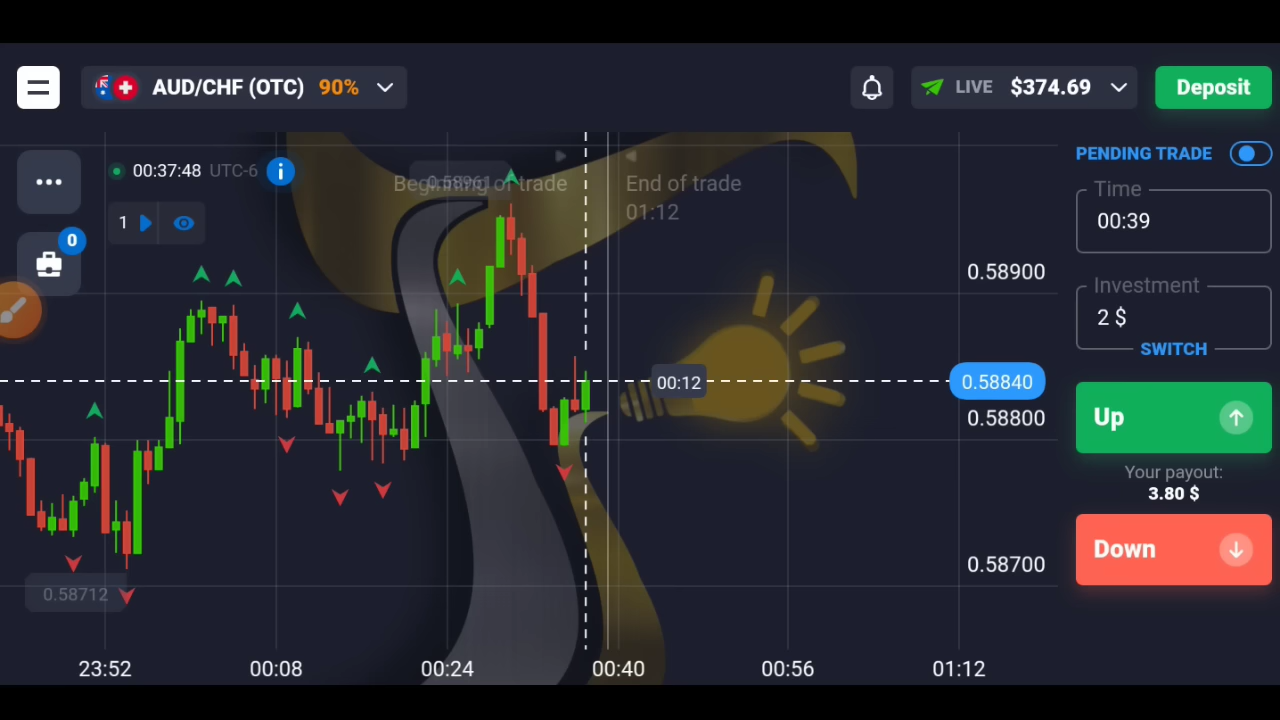 AUD/CHF (OTC) 90%
LIVE $374.69
Deposit
00:37:48 UTC-6
1
0
Beginning of trade
0.58961
End of trade
01:12
PENDING TRADE
Time
00:39
Investment
2 $
SWITCH
Up
Your payout:
3.80 $
Down
0.58900
0.58840
0.58800
0.58700
00:12
0.58712
23:52 00:08 00:24 00:40 00:56 01:12